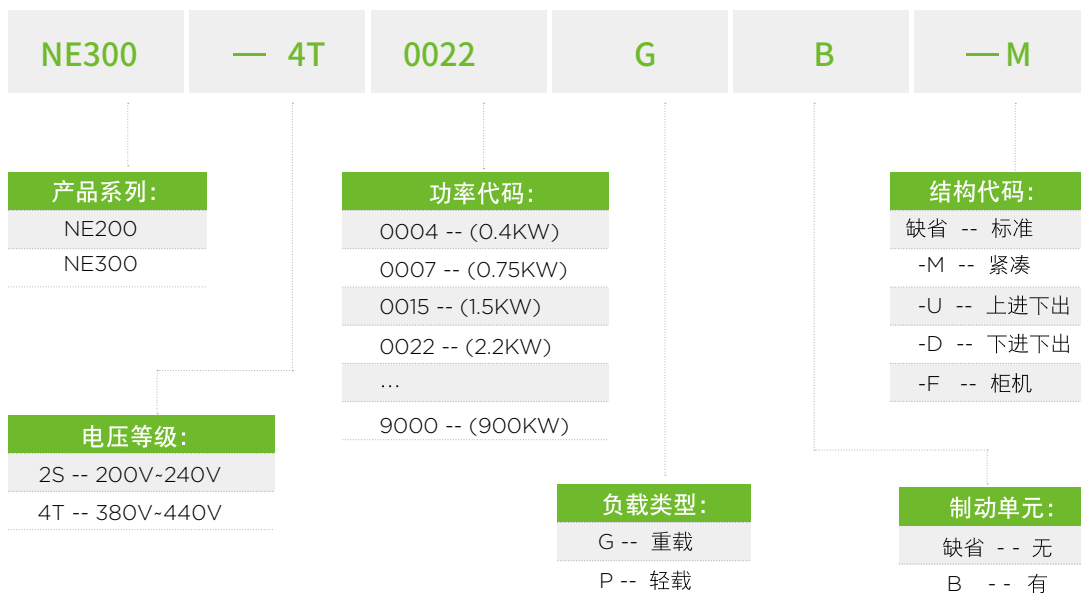 NE300 — 4T 0022 G B —M
产品系列：
NE200
NE300
电压等级：
2S -- 200V~240V
4T -- 380V~440V
功率代码：
0004 -- (0.4KW)
0007 -- (0.75KW)
0015 -- (1.5KW)
0022 -- (2.2KW)
...
9000 -- (900KW)
负载类型：
G -- 重载
P -- 轻载
结构代码：
缺省 -- 标准
-M -- 紧凑
-U -- 上进下出
-D -- 下进下出
-F -- 柜机
制动单元：
缺省 - - 无
B - - 有